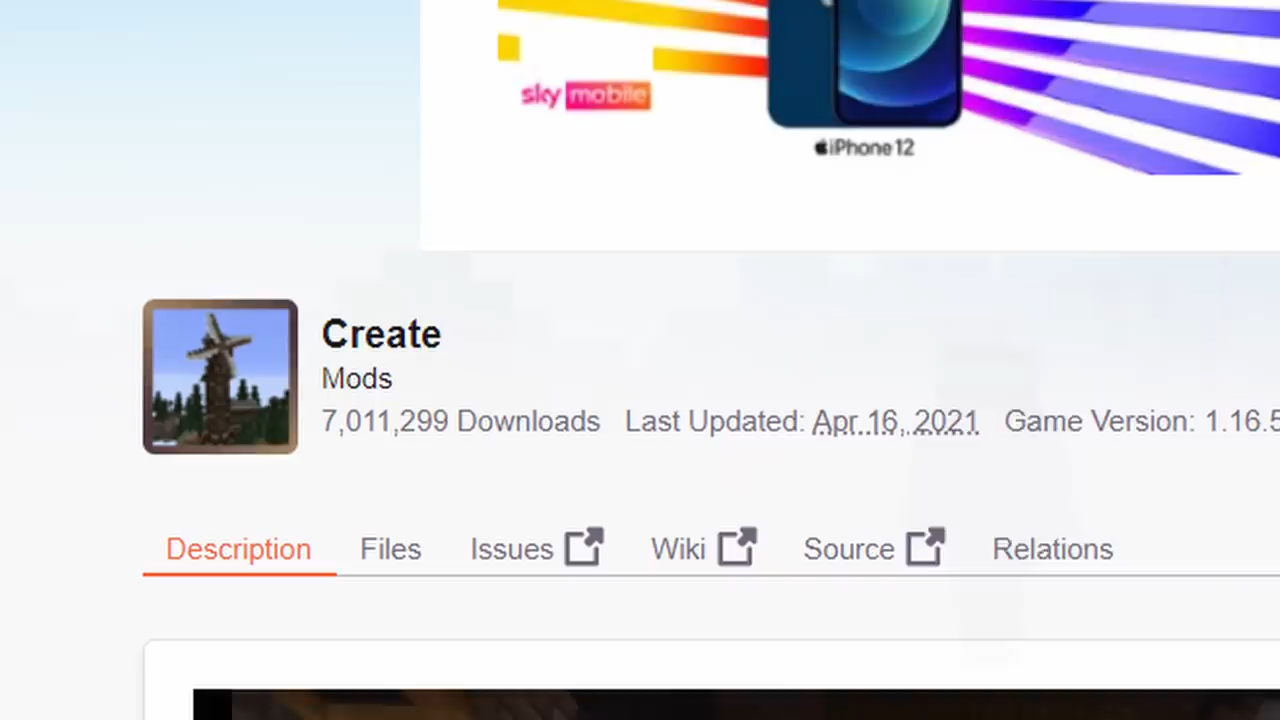 sky mobile
iPhone 12
Create
Mods
7,011,299 Downloads Last Updated: Apr 16, 2021 Game Version: 1.16.5
Description Files Issues Wiki Source Relations